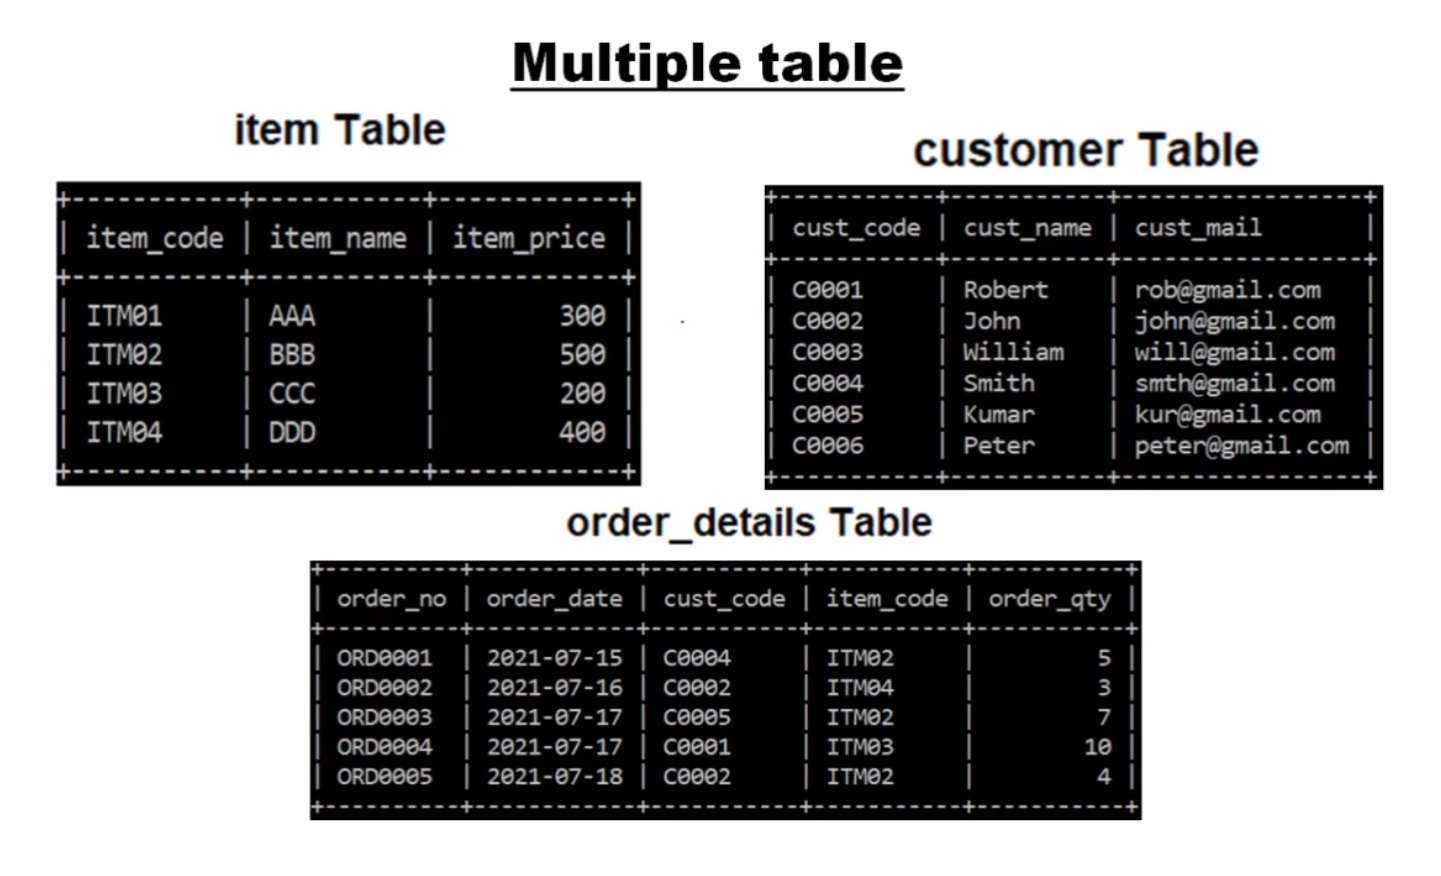 Multiple table
item Table
+-----------+-----------+------------+
| item_code | item_name | item_price |
+-----------+-----------+------------+
| ITM01 | AAA | 300 |
| ITM02 | BBB | 500 |
| ITM03 | CCC | 200 |
| ITM04 | DDD | 400 |
+-----------+-----------+------------+
customer Table
+-----------+-----------+-----------------+
| cust_code | cust_name | cust_mail |
+-----------+-----------+-----------------+
| C0001 | Robert | rob@gmail.com |
| C0002 | John | john@gmail.com |
| C0003 | William | will@gmail.com |
| C0004 | Smith | smth@gmail.com |
| C0005 | Kumar | kur@gmail.com |
| C0006 | Peter | peter@gmail.com |
+-----------+-----------+-----------------+
order_details Table
+----------+------------+-----------+-----------+-----------+
| order_no | order_date | cust_code | item_code | order_qty |
+----------+------------+-----------+-----------+-----------+
| ORD0001 | 2021-07-15 | C0004 | ITM02 | 5 |
| ORD0002 | 2021-07-16 | C0002 | ITM04 | 3 |
| ORD0003 | 2021-07-17 | C0005 | ITM02 | 7 |
| ORD0004 | 2021-07-17 | C0001 | ITM03 | 10 |
| ORD0005 | 2021-07-18 | C0002 | ITM02 | 4 |
+----------+------------+-----------+-----------+-----------+